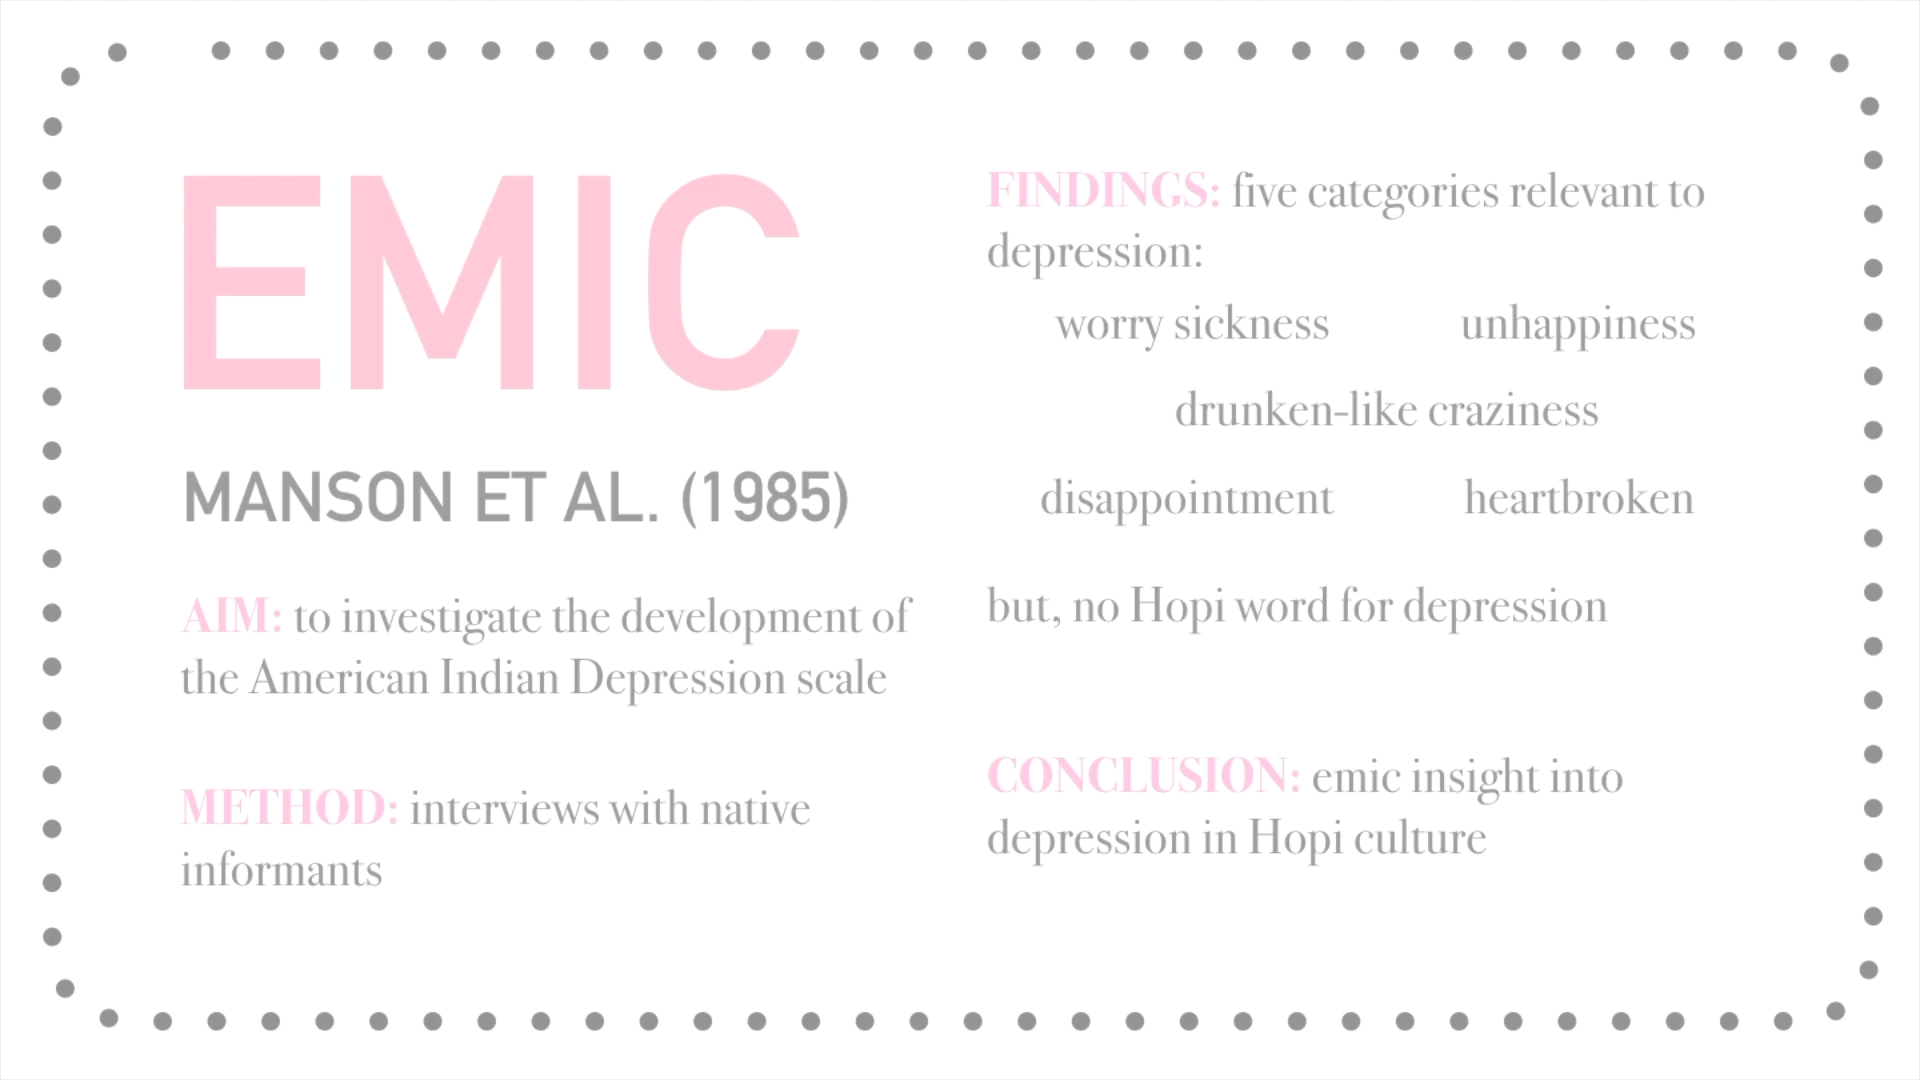 EMIC
MANSON ET AL. (1985)
AIM: to investigate the development of
the American Indian Depression scale
METHOD: interviews with native
informants
FINDINGS: five categories relevant to
depression:
worry sickness unhappiness
drunken-like craziness
disappointment heartbroken
but, no Hopi word for depression
CONCLUSION: emic insight into
depression in Hopi culture